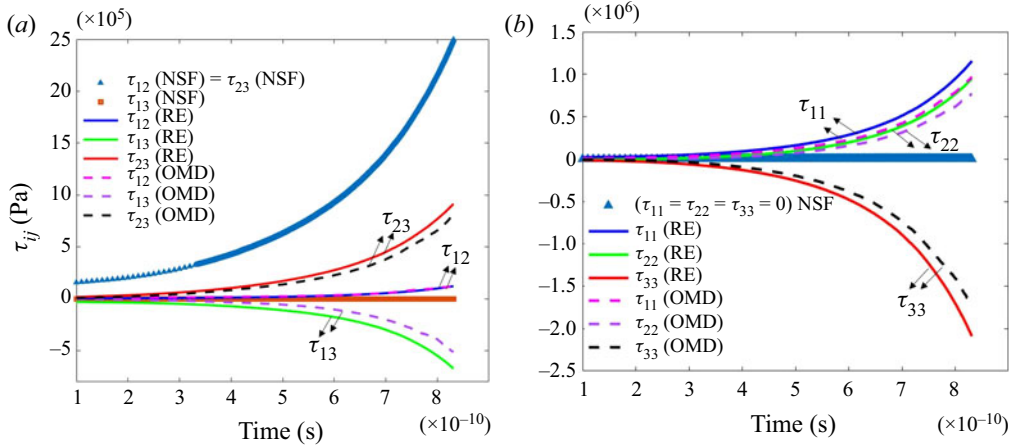 (a)
(×10⁵)
25
20
15
10
5
0
−5
τij (Pa)
τ12 (NSF) = τ23 (NSF)
τ13 (NSF)
τ12 (RE)
τ13 (RE)
τ23 (RE)
τ12 (OMD)
τ13 (OMD)
τ23 (OMD)
τ23
τ12
τ13
1 2 3 4 5 6 7 8
(×10⁻¹⁰)
Time (s)
(b)
(×10⁶)
1.5
1.0
0.5
0
−0.5
−1.0
−1.5
−2.0
−2.5
τ11
τ22
(τ11 = τ22 = τ33 = 0) NSF
τ11 (RE)
τ22 (RE)
τ33 (RE)
τ11 (OMD)
τ22 (OMD)
τ33 (OMD)
τ33
1 2 3 4 5 6 7 8
(×10⁻¹⁰)
Time (s)